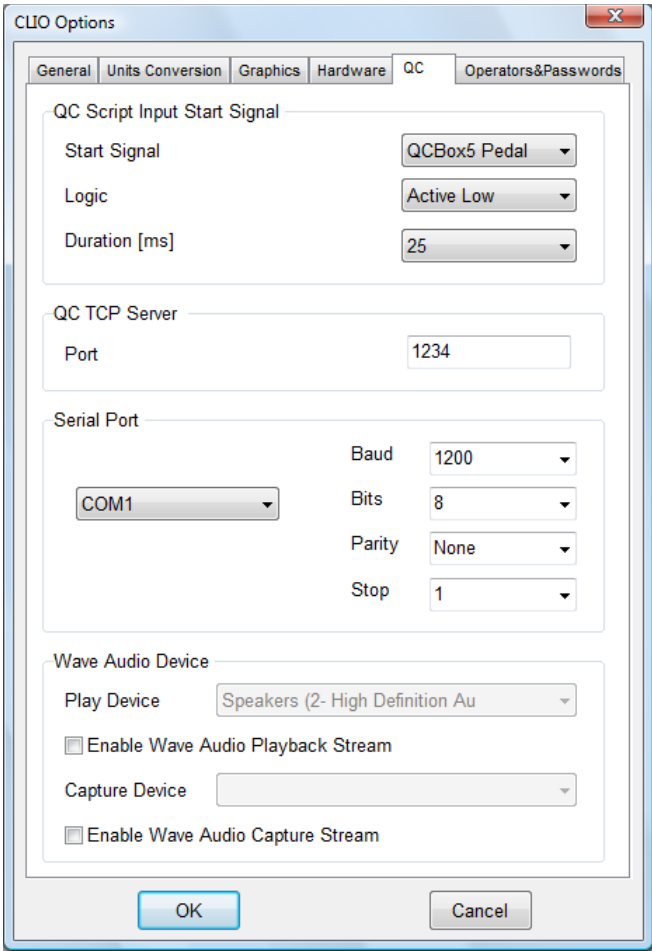 CLIO Options
General Units Conversion Graphics Hardware QC Operators&Passwords
QC Script Input Start Signal
Start Signal QCBox5 Pedal
Logic Active Low
Duration [ms] 25
QC TCP Server
Port 1234
Serial Port
Baud 1200
COM1
Bits 8
Parity None
Stop 1
Wave Audio Device
Play Device Speakers (2- High Definition Au
Enable Wave Audio Playback Stream
Capture Device
Enable Wave Audio Capture Stream
OK Cancel